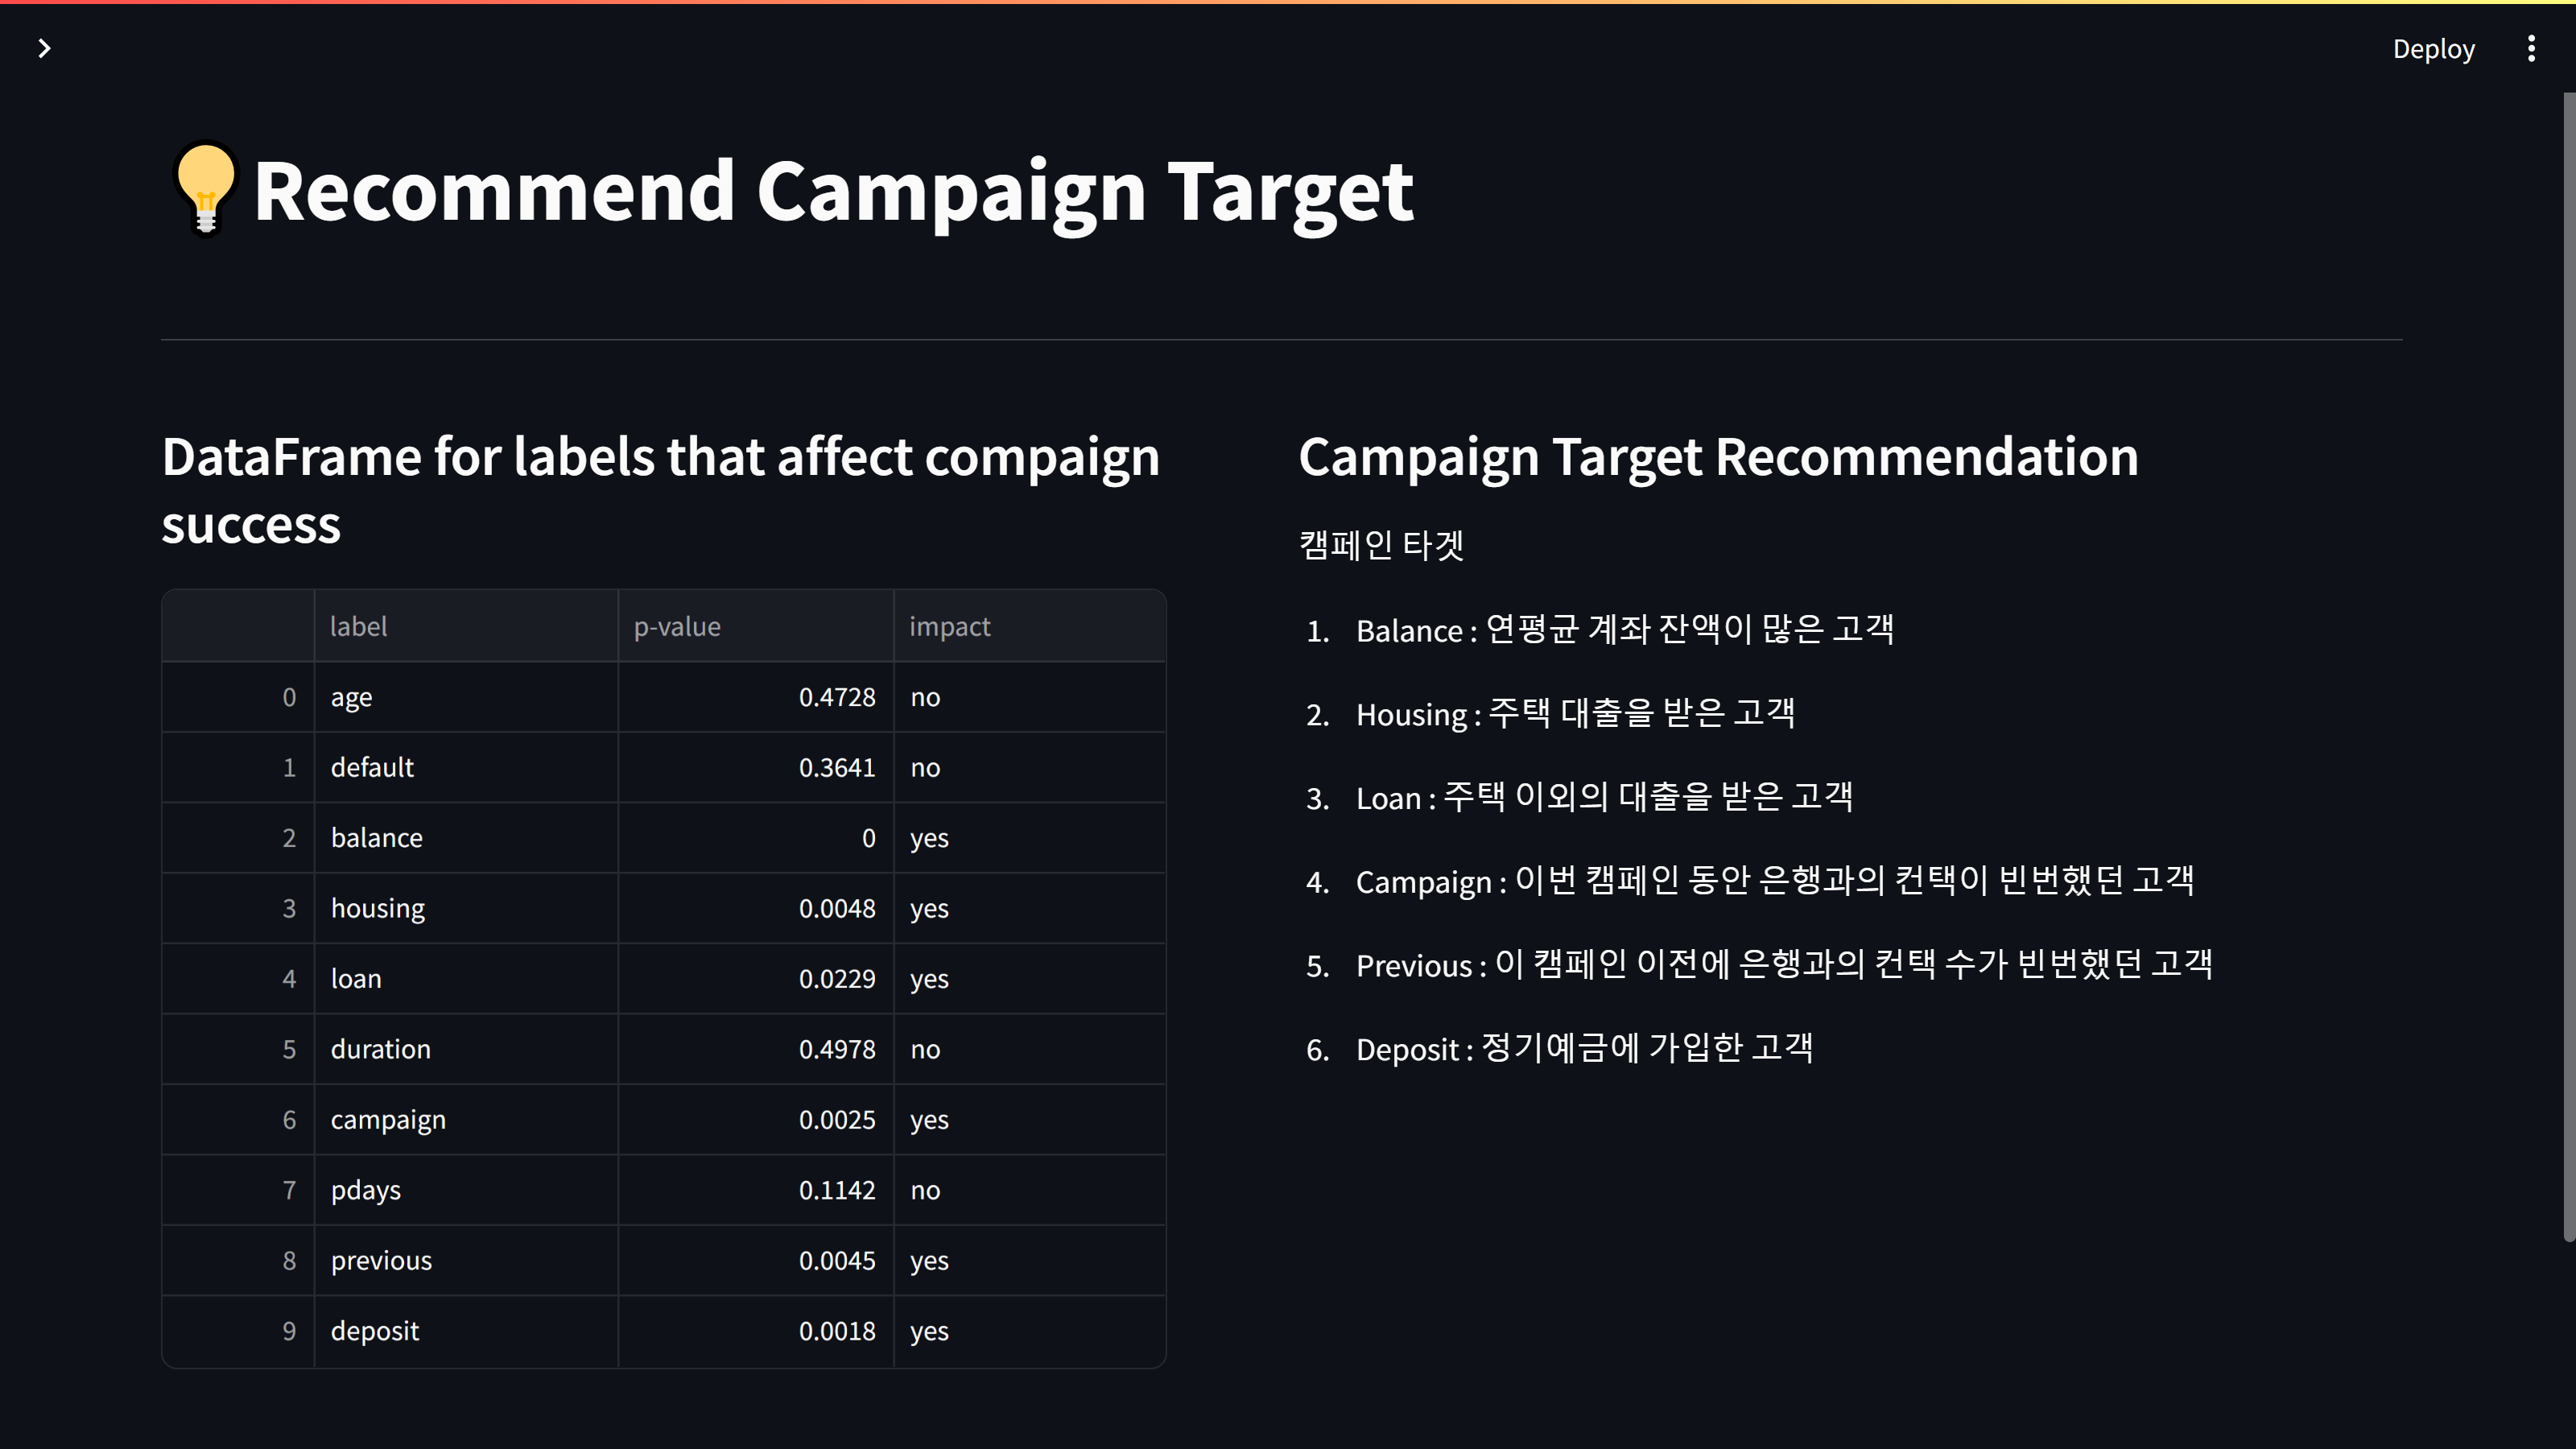 Deploy
Recommend Campaign Target
DataFrame for labels that affect compaign
success
label p-value impact
0 age 0.4728 no
1 default 0.3641 no
2 balance 0 yes
3 housing 0.0048 yes
4 loan 0.0229 yes
5 duration 0.4978 no
6 campaign 0.0025 yes
7 pdays 0.1142 no
8 previous 0.0045 yes
9 deposit 0.0018 yes
Campaign Target Recommendation
캠페인 타겟
1. Balance : 연평균 계좌 잔액이 많은 고객
2. Housing : 주택 대출을 받은 고객
3. Loan : 주택 이외의 대출을 받은 고객
4. Campaign : 이번 캠페인 동안 은행과의 컨택이 빈번했던 고객
5. Previous : 이 캠페인 이전에 은행과의 컨택 수가 빈번했던 고객
6. Deposit : 정기예금에 가입한 고객